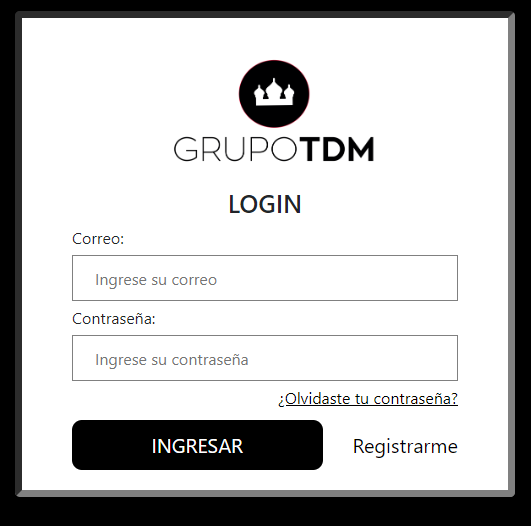 GRUPOTDM
LOGIN
Correo:
Ingrese su correo
Contraseña:
Ingrese su contraseña
¿Olvidaste tu contraseña?
INGRESAR Registrarme